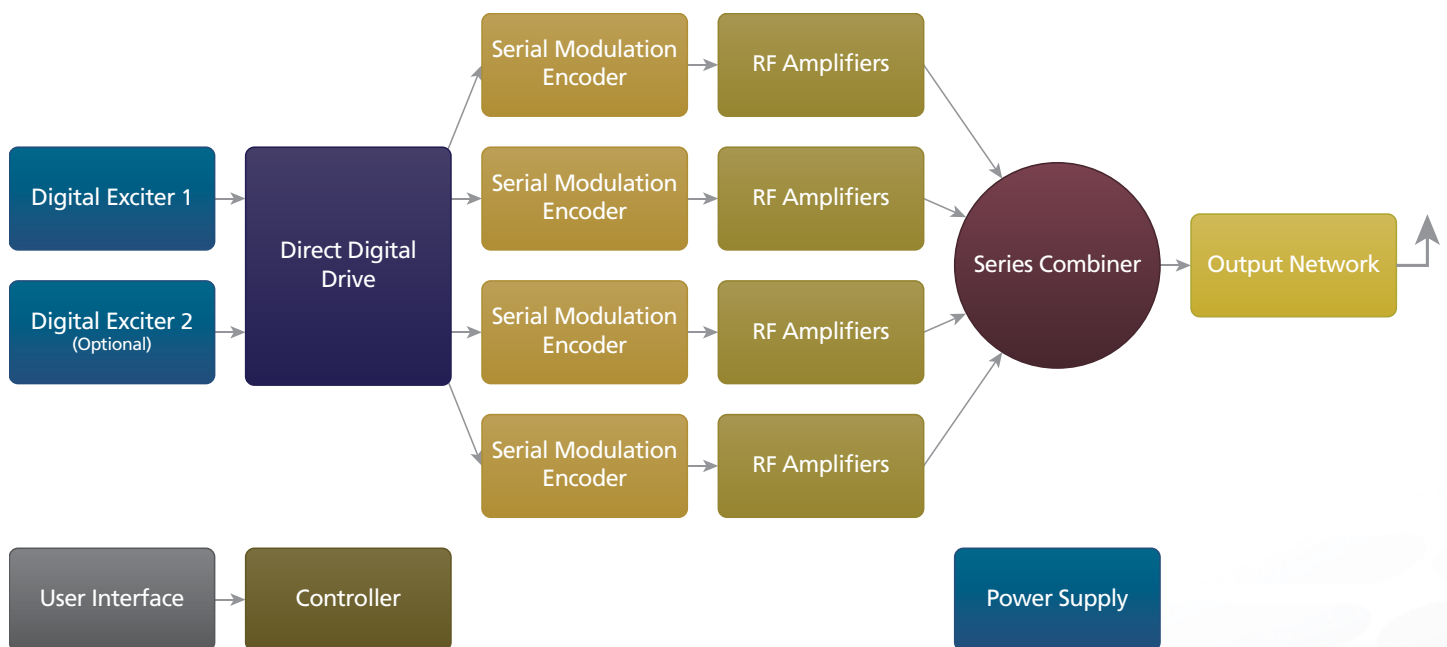 Serial Modulation
Encoder
RF Amplifiers
Digital Exciter 1
Serial Modulation
Encoder
RF Amplifiers
Direct Digital
Drive
Series Combiner
Output Network
Digital Exciter 2
(Optional)
Serial Modulation
Encoder
RF Amplifiers
Serial Modulation
Encoder
RF Amplifiers
User Interface
Controller
Power Supply